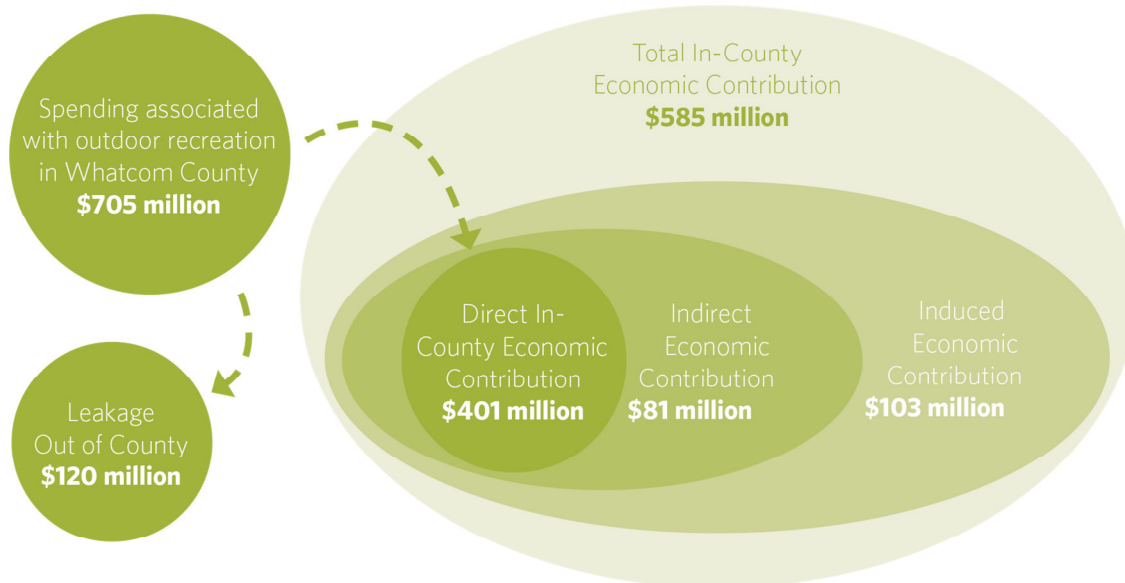 Spending associated
with outdoor recreation
in Whatcom County
$705 million
Leakage
Out of County
$120 million
Total In-County
Economic Contribution
$585 million
Direct In-
County Economic
Contribution
$401 million
Indirect
Economic
Contribution
$81 million
Induced
Economic
Contribution
$103 million